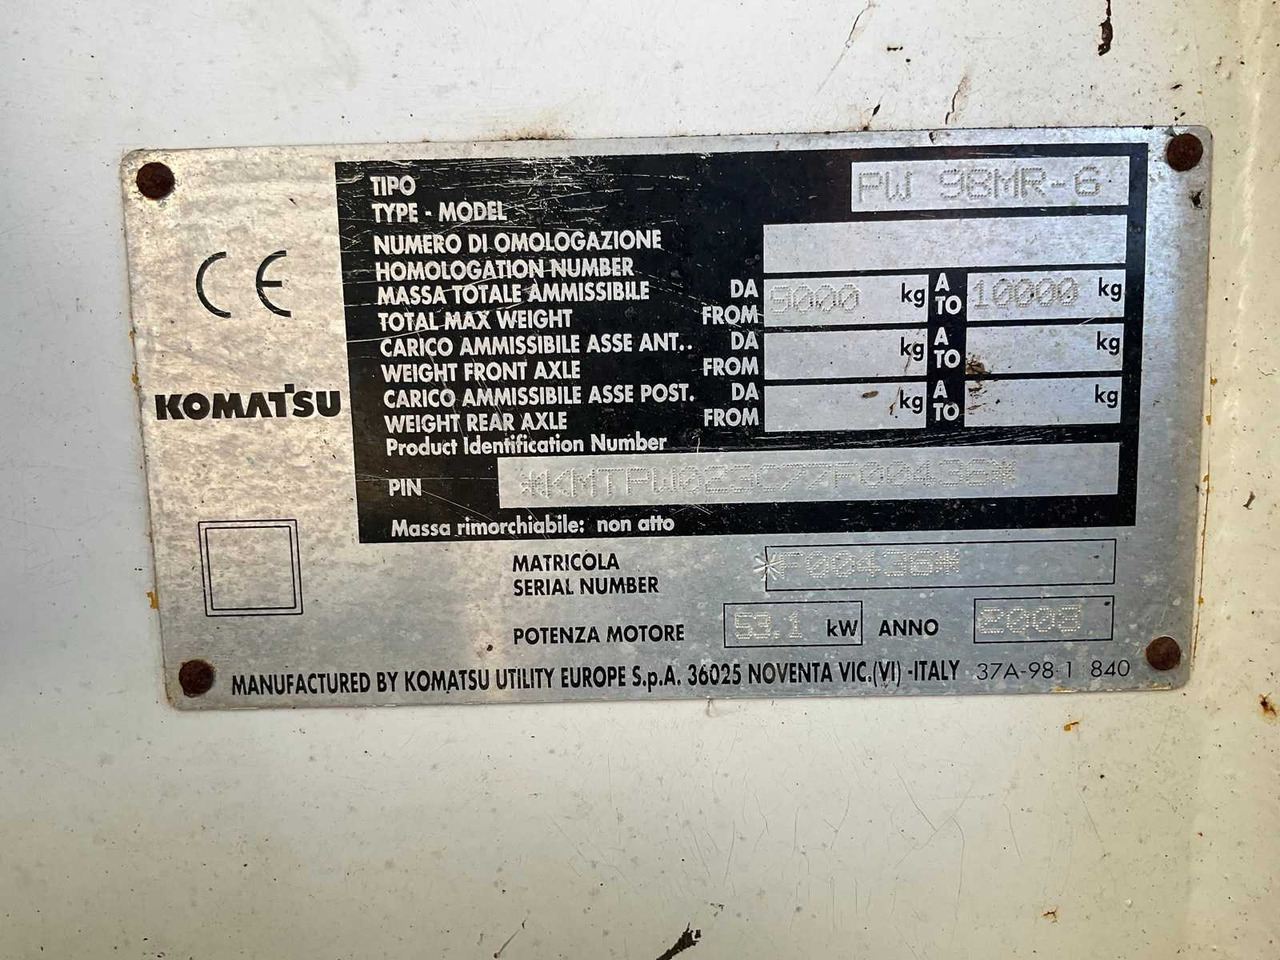 TIPO
TYPE - MODEL PW 98MR-6
NUMERO DI OMOLOGAZIONE
HOMOLOGATION NUMBER
MASSA TOTALE AMMISSIBILE DA 9000 kg A 10000 kg
TOTAL MAX WEIGHT FROM TO
CARICO AMMISSIBILE ASSE ANT.. DA kg A kg
WEIGHT FRONT AXLE FROM TO
CARICO AMMISSIBILE ASSE POST. DA kg A kg
WEIGHT REAR AXLE FROM TO
Product Identification Number
PIN
Massa rimorchiabile: non atto
CE
KOMATSU
MATRICOLA *F00436*
SERIAL NUMBER
POTENZA MOTORE 53.1 kW ANNO 2008
MANUFACTURED BY KOMATSU UTILITY EUROPE S.p.A. 36025 NOVENTA VIC.(VI) -ITALY 37A-98-1 840